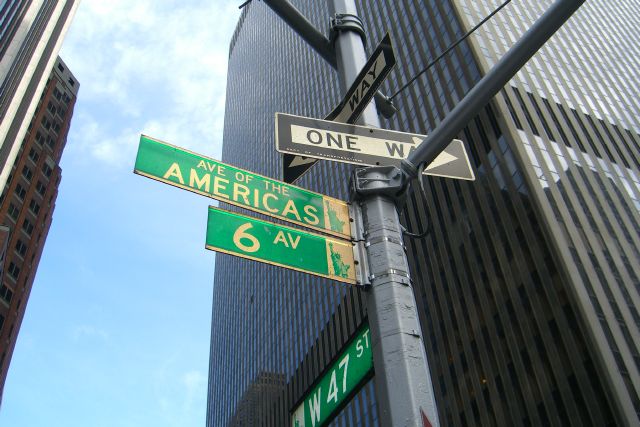 WAY
ONE WAY
AVE OF THE
AMERICAS
6 AV
W 47 ST